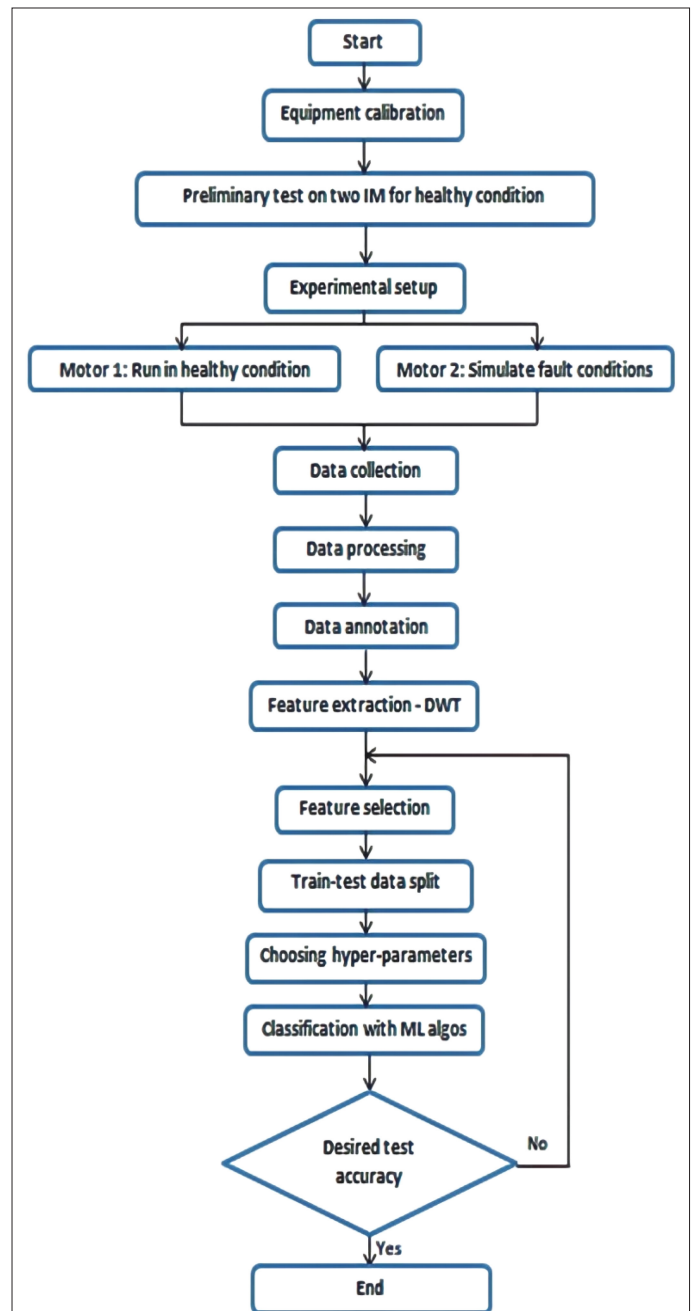 Start
Equipment calibration
Preliminary test on two IM for healthy condition
Experimental setup
Motor 1: Run in healthy condition
Motor 2: Simulate fault conditions
Data collection
Data processing
Data annotation
Feature extraction - DWT
Feature selection
Train-test data split
Choosing hyper-parameters
Classification with ML algos
Desired test
accuracy
No
Yes
End